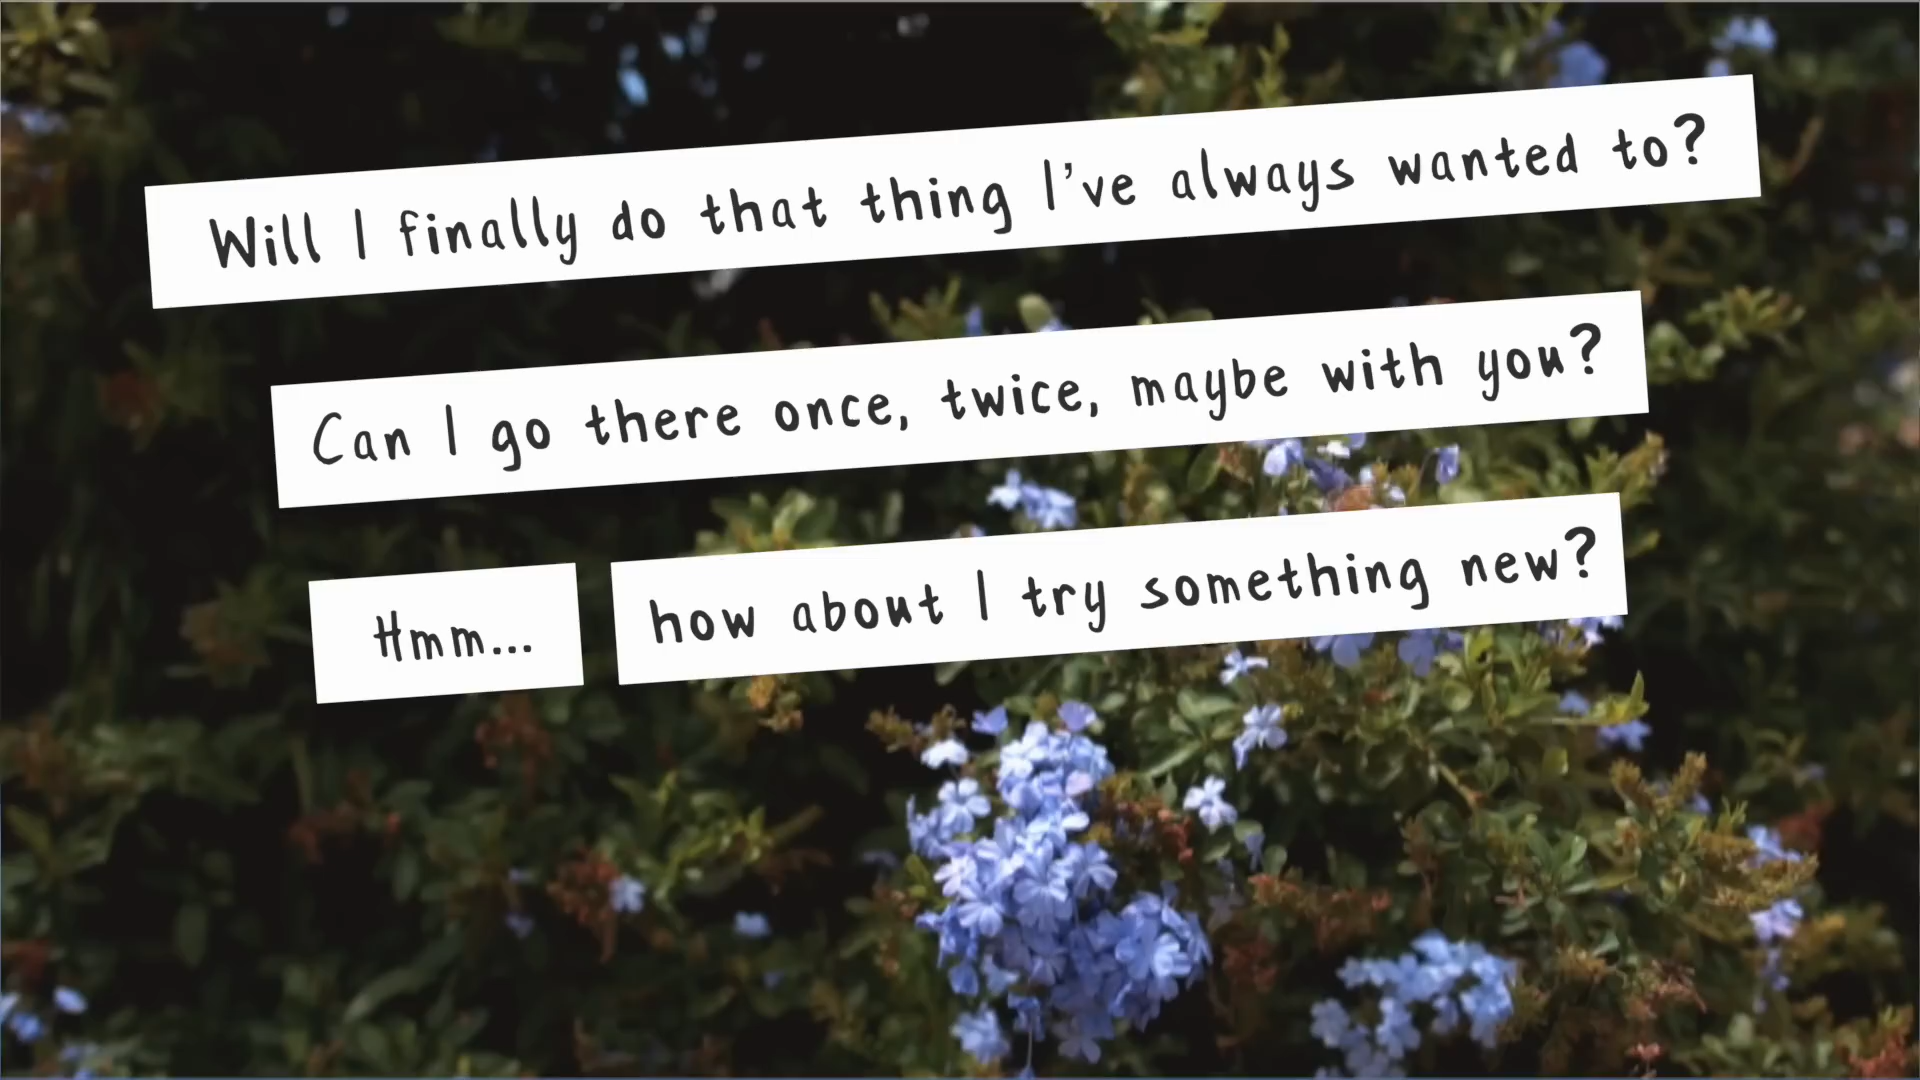 Will I finally do that thing I've always wanted to?
Can I go there once, twice, maybe with you?
Hmm... how about I try something new?